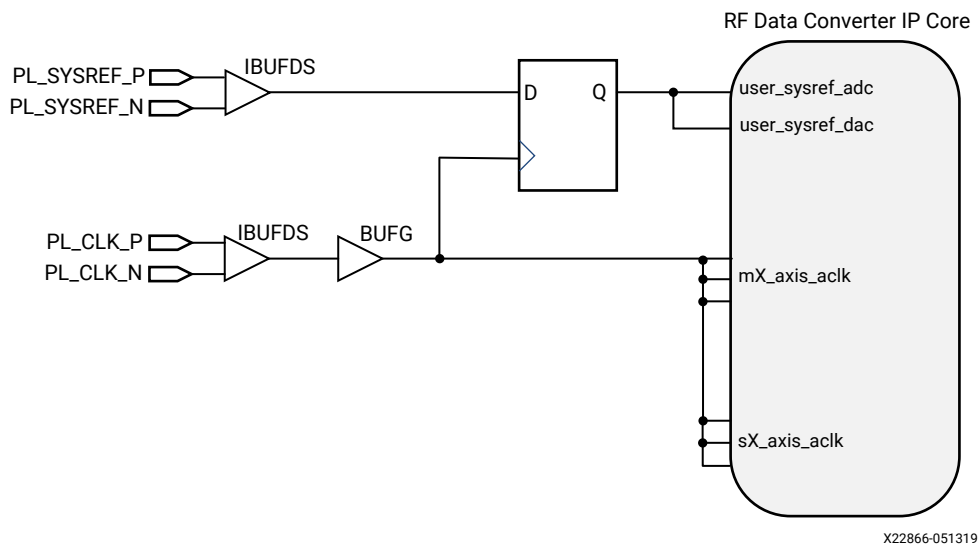 RF Data Converter IP Core
IBUFDS
PL_SYSREF_P
PL_SYSREF_N
D
Q
user_sysref_adc
user_sysref_dac
IBUFDS
BUFG
PL_CLK_P
PL_CLK_N
mX_axis_aclk
sX_axis_aclk
X22866-051319